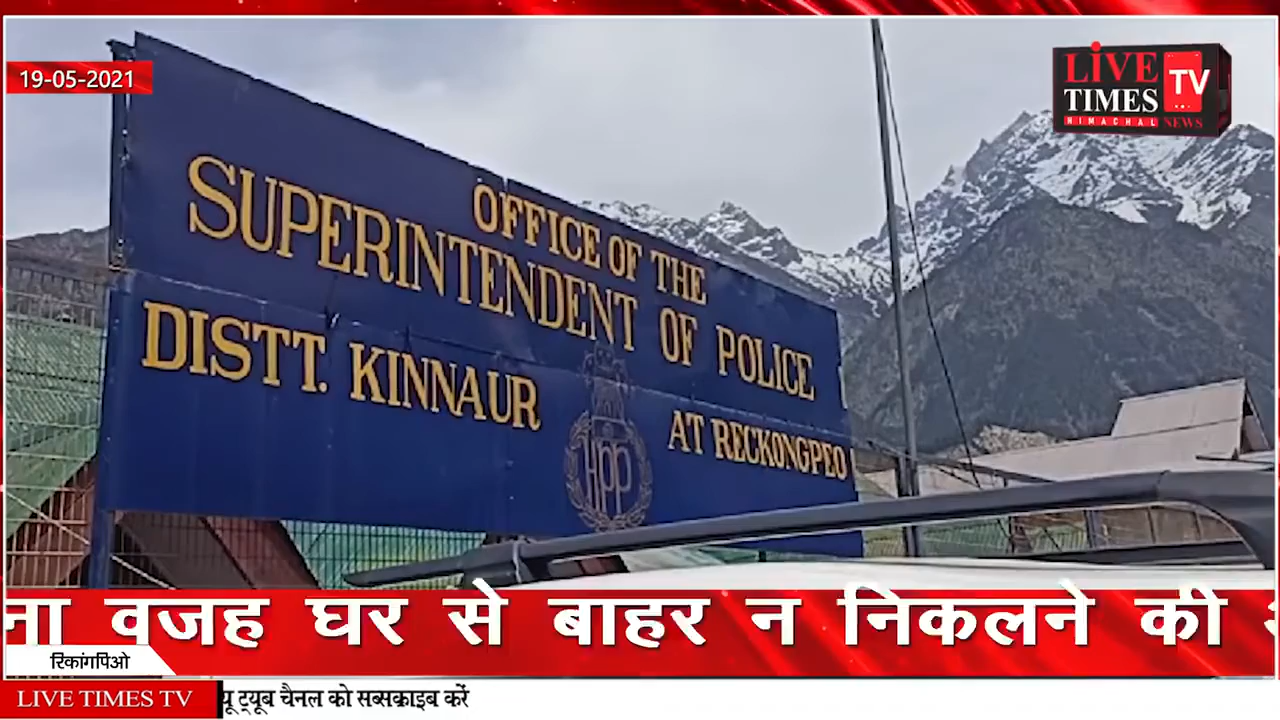 19-05-2021
LiVE
TIMES
TV
HIMACHAL NEWS
OFFICE OF THE
SUPERINTENDENT OF POLICE
DISTT. KINNAUR
AT RECKONGPEO
HPP
वजह घर से बाहर न निकलने की
रिकांगपिओ
LIVE TIMES TV
ट्यूब चैनल को सब्सक्राइब करें